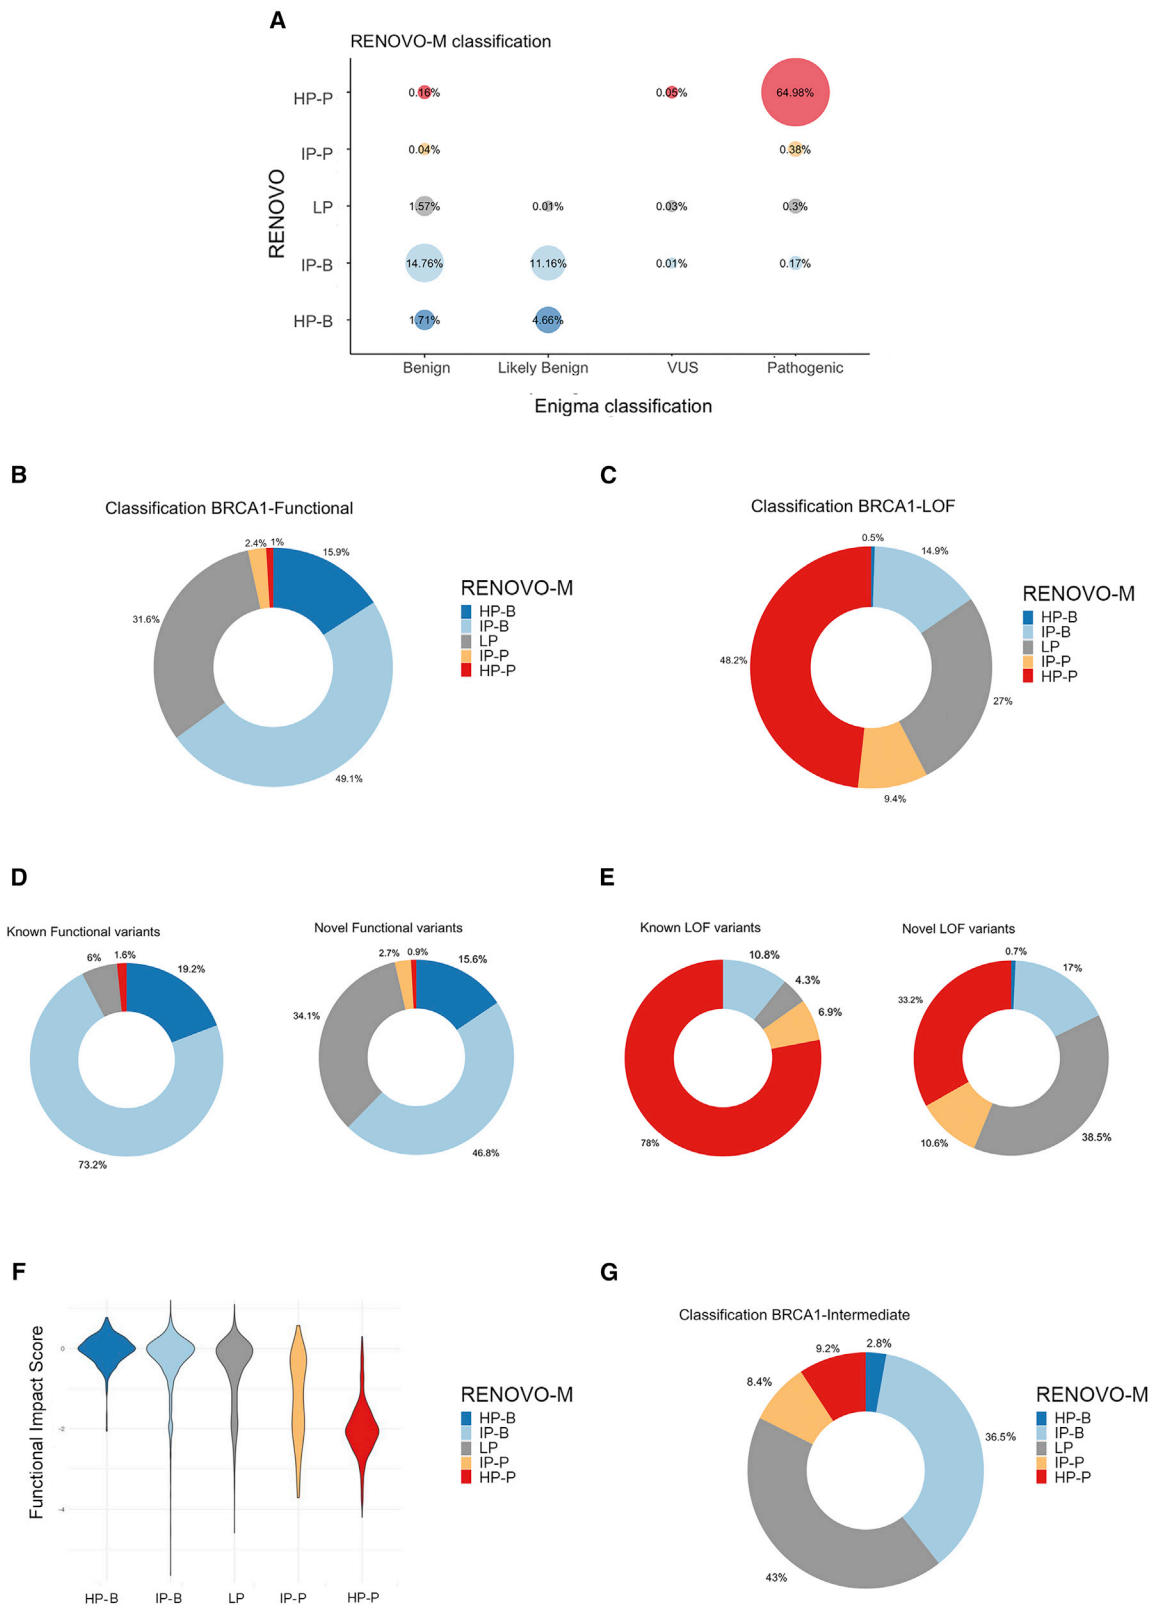 A
RENOVO-M classification
RENOVO
HP-P
0.16%
0.05%
64.98%
IP-P
0.04%
0.38%
LP
1.57%
0.01%
0.03%
0.3%
IP-B
14.76%
11.16%
0.01%
0.17%
HP-B
1.71%
4.66%
Benign
Likely Benign
VUS
Pathogenic
Enigma classification
B
Classification BRCA1-Functional
2.4%
1%
15.9%
31.6%
49.1%
RENOVO-M
HP-B
IP-B
LP
IP-P
HP-P
C
Classification BRCA1-LOF
0.5%
14.9%
48.2%
27%
9.4%
RENOVO-M
HP-B
IP-B
LP
IP-P
HP-P
D
Known Functional variants
6%
1.6%
19.2%
73.2%
Novel Functional variants
2.7%
0.9%
15.6%
34.1%
46.8%
E
Known LOF variants
10.8%
4.3%
6.9%
78%
Novel LOF variants
0.7%
17%
33.2%
10.6%
38.5%
F
Functional Impact Score
0
-2
-4
HP-B
IP-B
LP
IP-P
HP-P
RENOVO-M
HP-B
IP-B
LP
IP-P
HP-P
G
Classification BRCA1-Intermediate
9.2%
2.8%
8.4%
36.5%
43%
RENOVO-M
HP-B
IP-B
LP
IP-P
HP-P